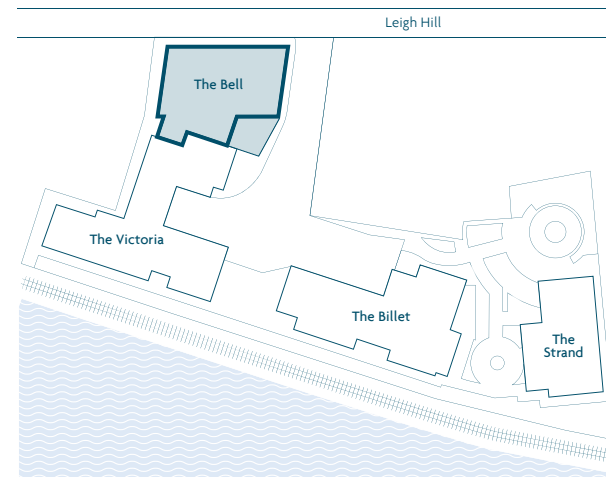 Leigh Hill
The Bell
The Victoria
The Billet
The
Strand